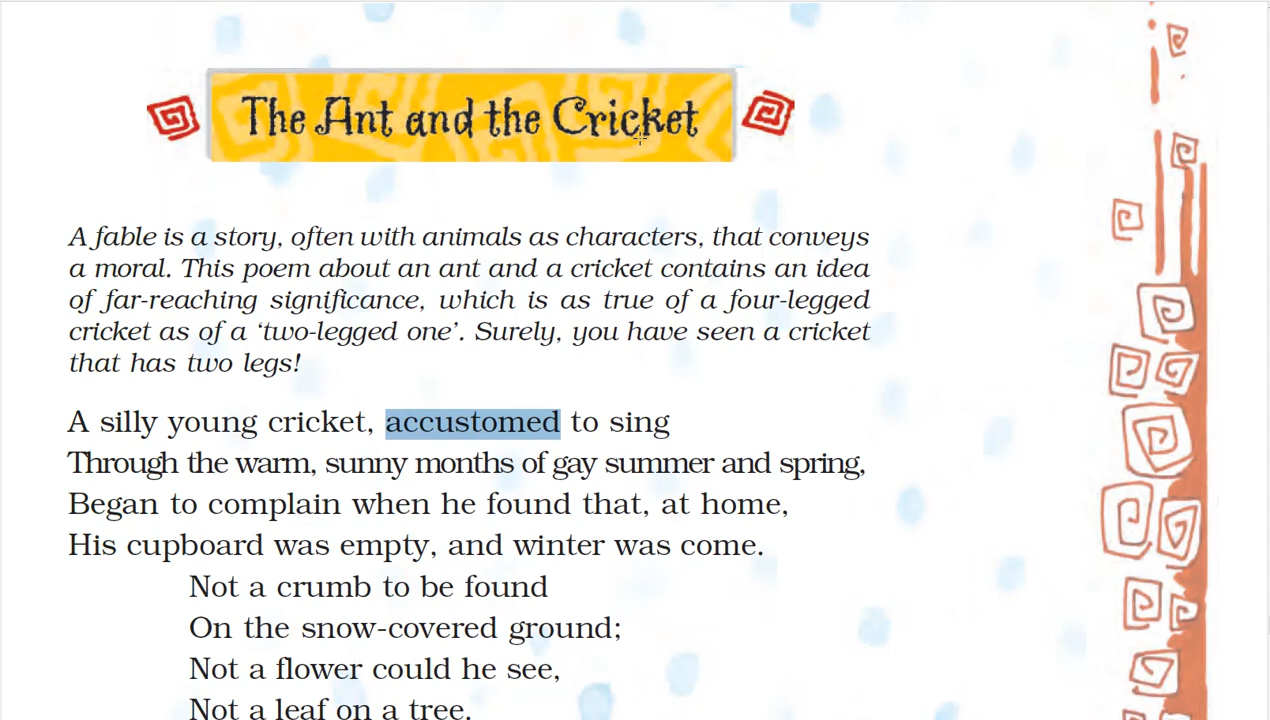 The Ant and the Cricket
A fable is a story, often with animals as characters, that conveys
a moral. This poem about an ant and a cricket contains an idea
of far-reaching significance, which is as true of a four-legged
cricket as of a ‘two-legged one’. Surely, you have seen a cricket
that has two legs!
A silly young cricket, accustomed to sing
Through the warm, sunny months of gay summer and spring,
Began to complain when he found that, at home,
His cupboard was empty, and winter was come.
Not a crumb to be found
On the snow-covered ground;
Not a flower could he see,
Not a leaf on a tree.